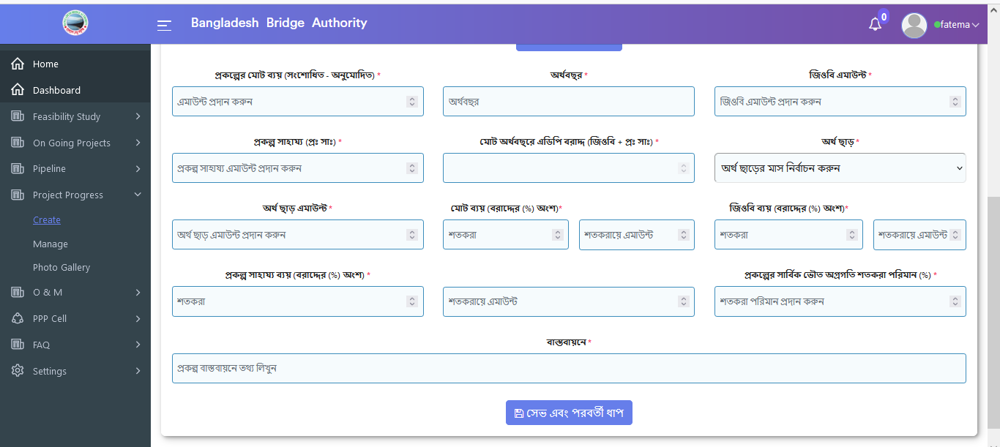 Bangladesh Bridge Authority
0
fatema
Home
Dashboard
Feasibility Study
On Going Projects
Pipeline
Project Progress
Create
Manage
Photo Gallery
O & M
PPP Cell
FAQ
Settings
প্রকল্পের মোট ব্যয় (সংশোধিত - অনুমোদিত) * অর্থবছর * জিওবি এমাউন্ট *
এমাউন্ট প্রদান করুন অর্থবছর জিওবি এমাউন্ট প্রদান করুন
প্রকল্প সাহায্য (প্রঃ সাঃ) * মোট অর্থবছরে এডিপি বরাদ্দ (জিওবি + প্রঃ সাঃ) * অর্থ ছাড় *
প্রকল্প সাহায্য এমাউন্ট প্রদান করুন অর্থ ছাড়ের মাস নির্বাচন করুন
অর্থ ছাড় এমাউন্ট * মোট ব্যয় (বরাদ্দের (%) অংশ)* জিওবি ব্যয় (বরাদ্দের (%) অংশ)*
অর্থ ছাড় এমাউন্ট প্রদান করুন শতকরা শতকরায়ে এমাউন্ট শতকরা শতকরায়ে এমাউন্ট
প্রকল্প সাহায্য ব্যয় (বরাদ্দের (%) অংশ) * প্রকল্পের সার্বিক ভৌত অগ্রগতি শতকরা পরিমান (%) *
শতকরা শতকরায়ে এমাউন্ট শতকরা পরিমান প্রদান করুন
বাস্তবায়নে *
প্রকল্প বাস্তবায়নে তথ্য লিখুন
সেভ এবং পরবর্তী ধাপ